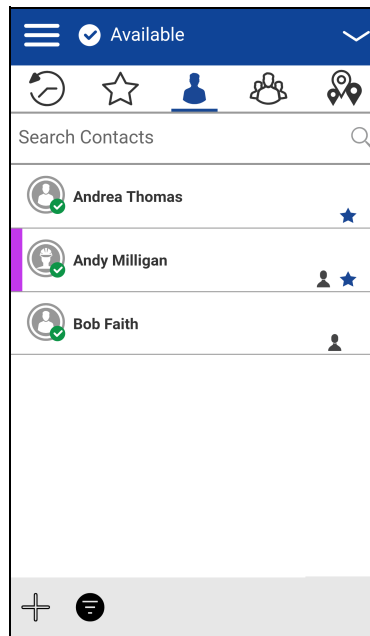 Available
Search Contacts
Andrea Thomas
Andy Milligan
Bob Faith